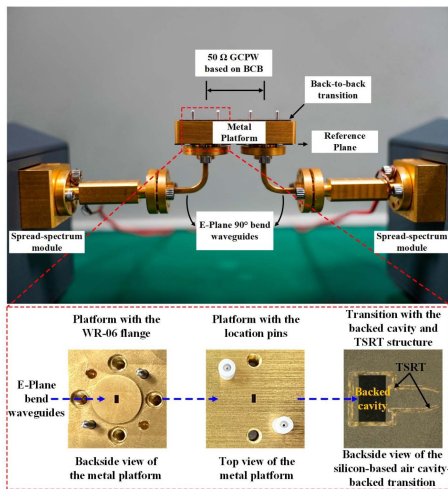 50 Ω GCPW
based on BCB
Back-to-back
transition
Metal
Platform
Reference
Plane
E-Plane 90° bend
waveguides
Spread-spectrum
module
Spread-spectrum
module
Platform with the
WR-06 flange
Platform with the
location pins
Transition with the
backed cavity and
TSRT structure
E-Plane
bend
waveguides
TSRT
Backed
cavity
Backside view of
the metal platform
Top view of the
metal platform
Backside view of the
silicon-based air cavity-
backed transition